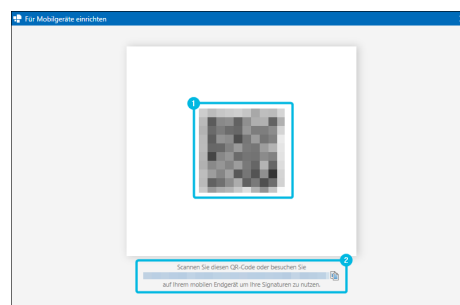 Für Mobilgeräte einrichten
1
2
Scannen Sie diesen QR-Code oder besuchen Sie
auf Ihrem mobilen Endgerät um Ihre Signaturen zu nutzen.